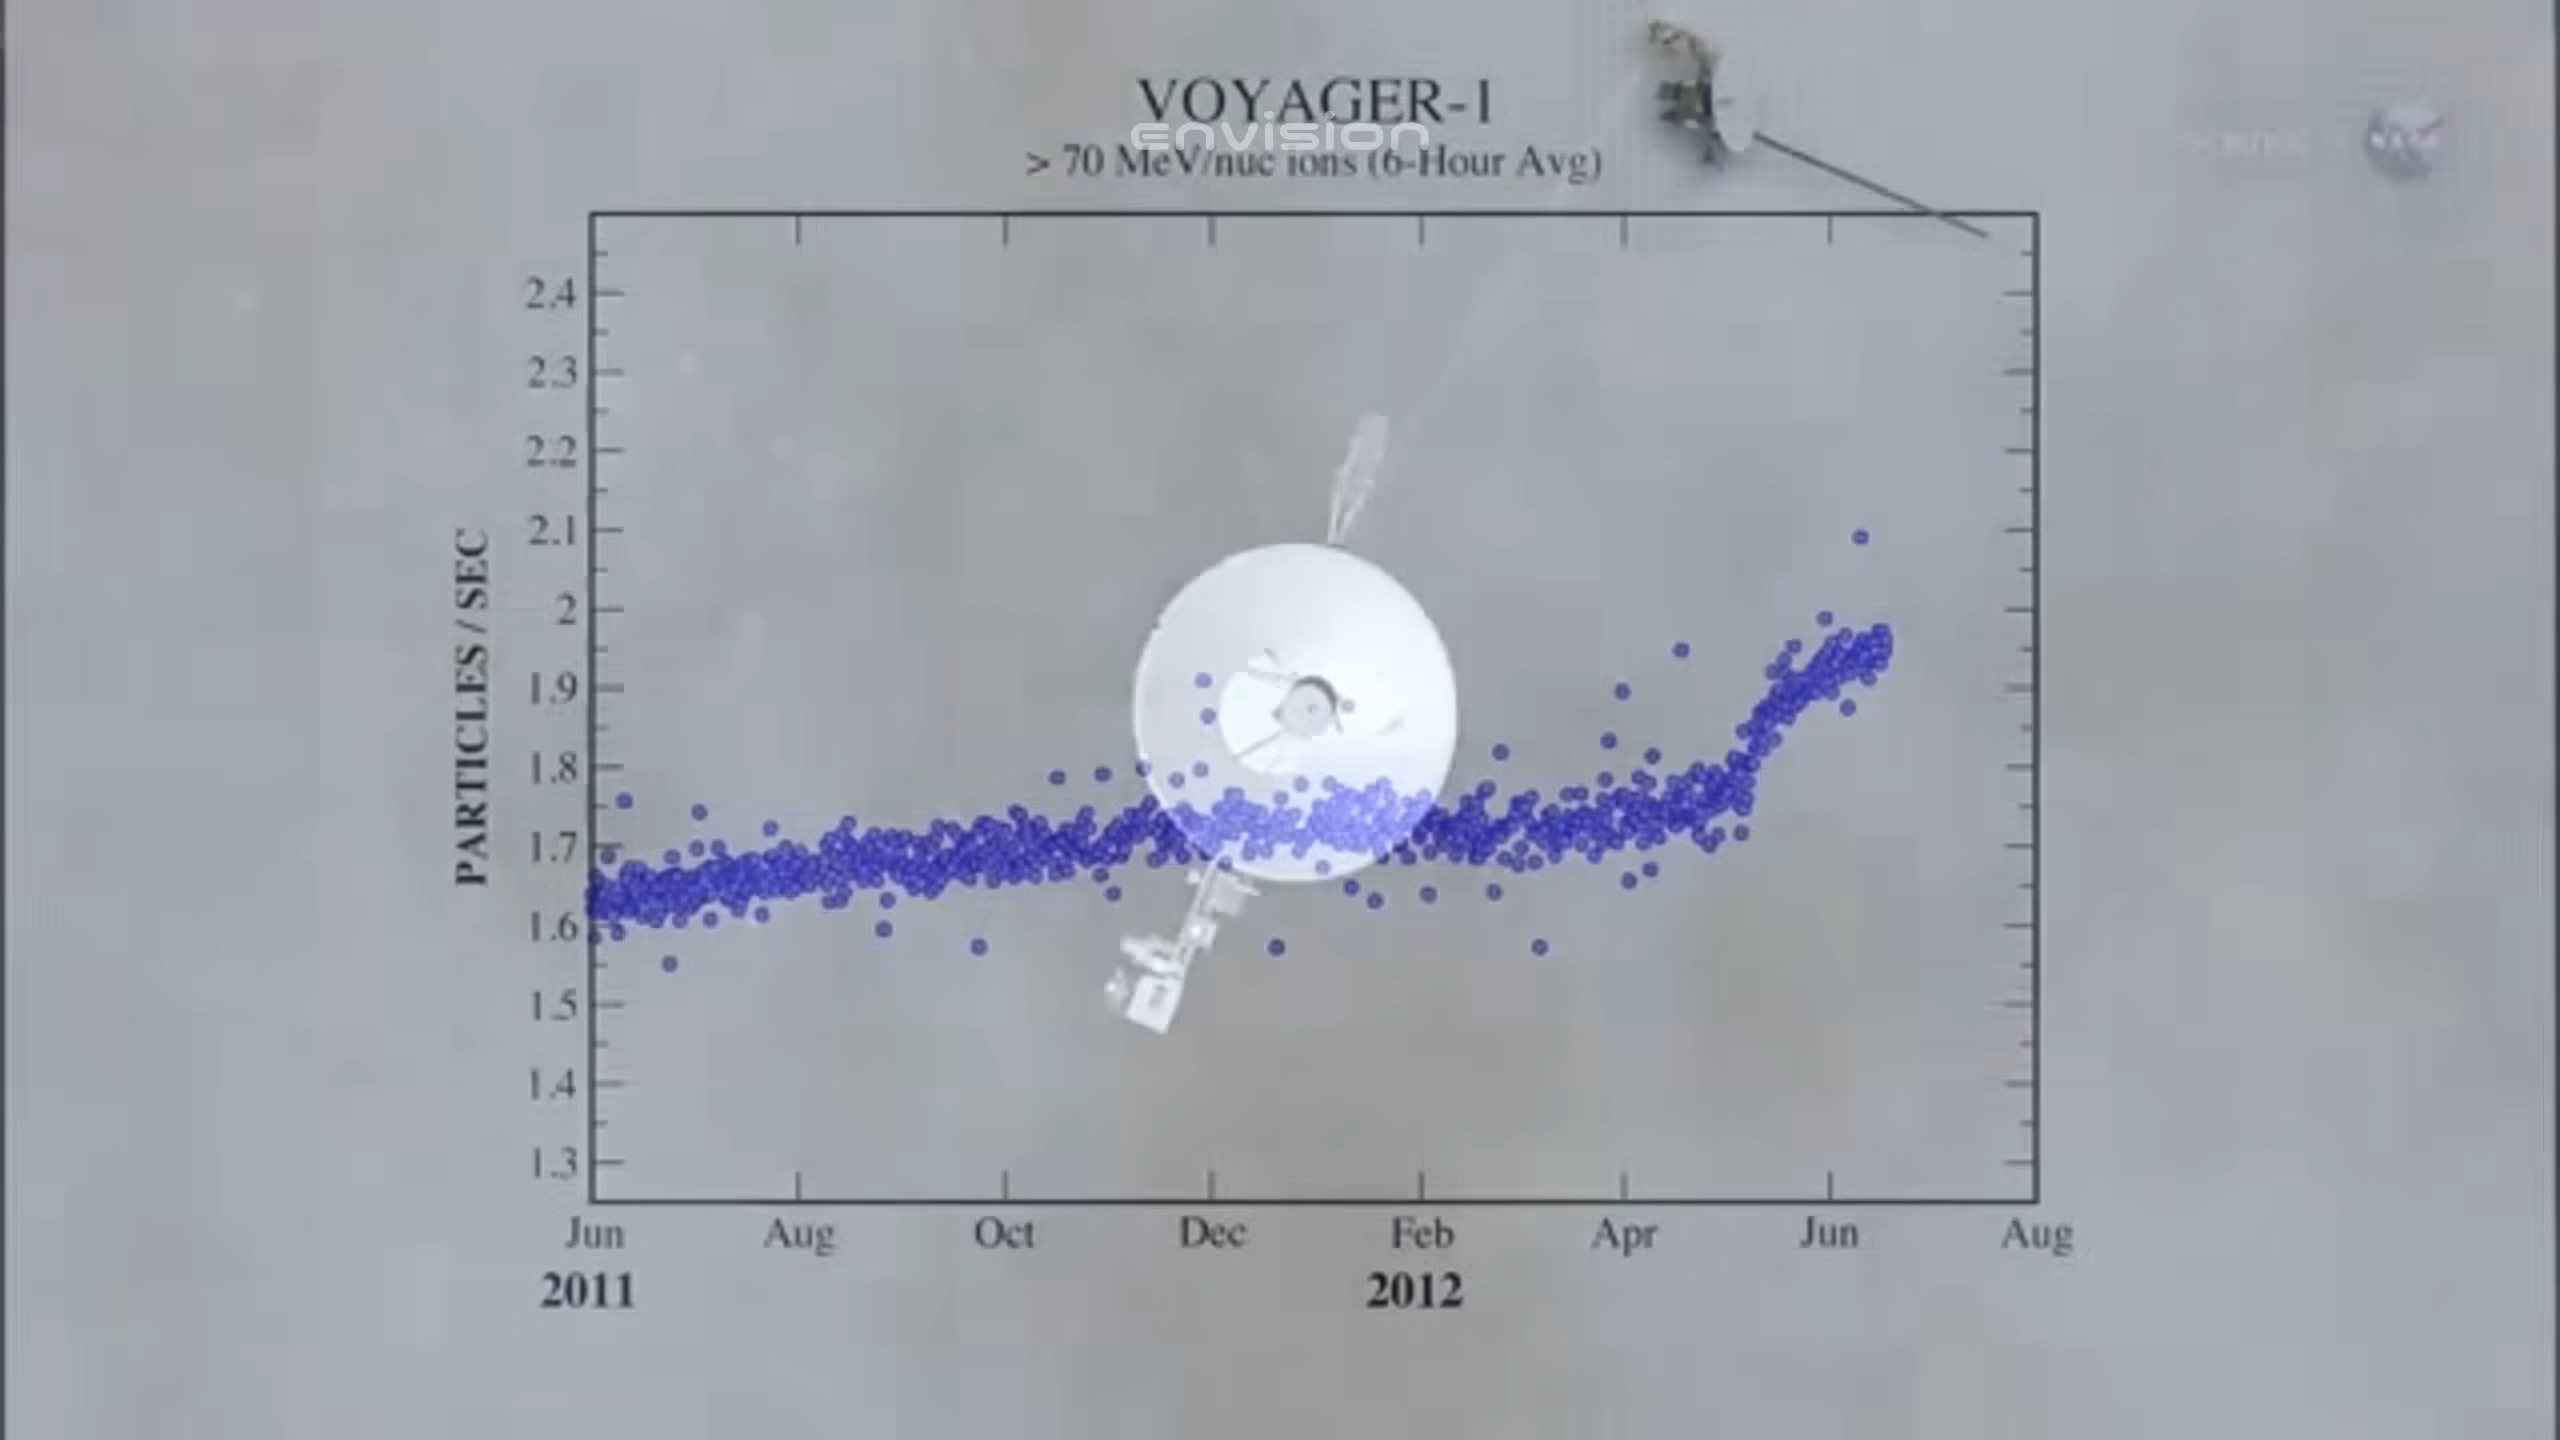 VOYAGER-1
envision
> 70 MeV/nuc ions (6-Hour Avg)
NASA
2.4
2.3
2.2
2.1
2
1.9
1.8
1.7
1.6
1.5
1.4
1.3
PARTICLES / SEC
Jun Aug Oct Dec Feb Apr Jun Aug
2011 2012